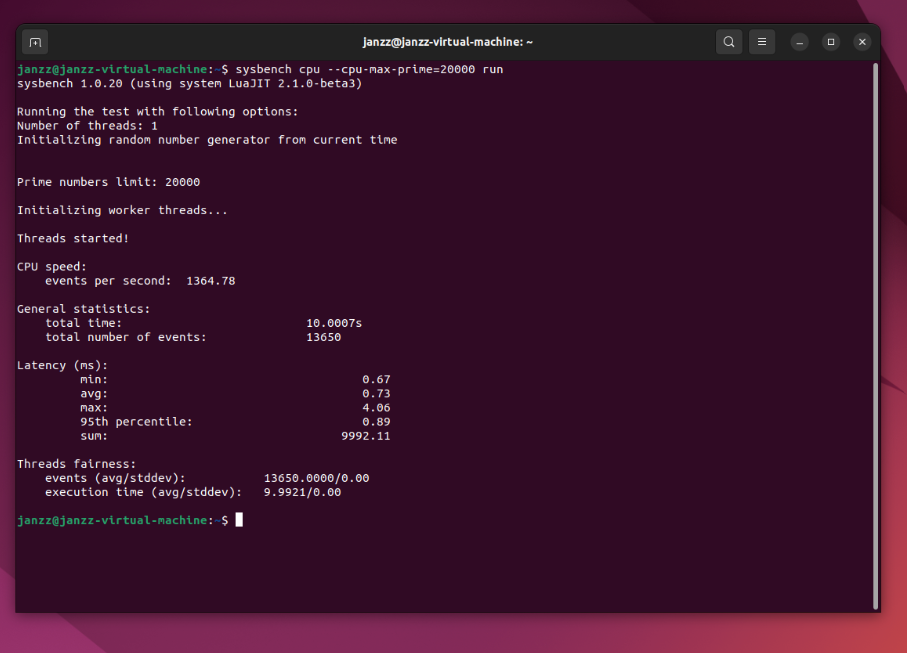 janzz@janzz-virtual-machine: ~
janzz@janzz-virtual-machine:~$ sysbench cpu --cpu-max-prime=20000 run
sysbench 1.0.20 (using system LuaJIT 2.1.0-beta3)
Running the test with following options:
Number of threads: 1
Initializing random number generator from current time
Prime numbers limit: 20000
Initializing worker threads...
Threads started!
CPU speed:
events per second: 1364.78
General statistics:
total time: 10.0007s
total number of events: 13650
Latency (ms):
min: 0.67
avg: 0.73
max: 4.06
95th percentile: 0.89
sum: 9992.11
Threads fairness:
events (avg/stddev): 13650.0000/0.00
execution time (avg/stddev): 9.9921/0.00
janzz@janzz-virtual-machine:~$